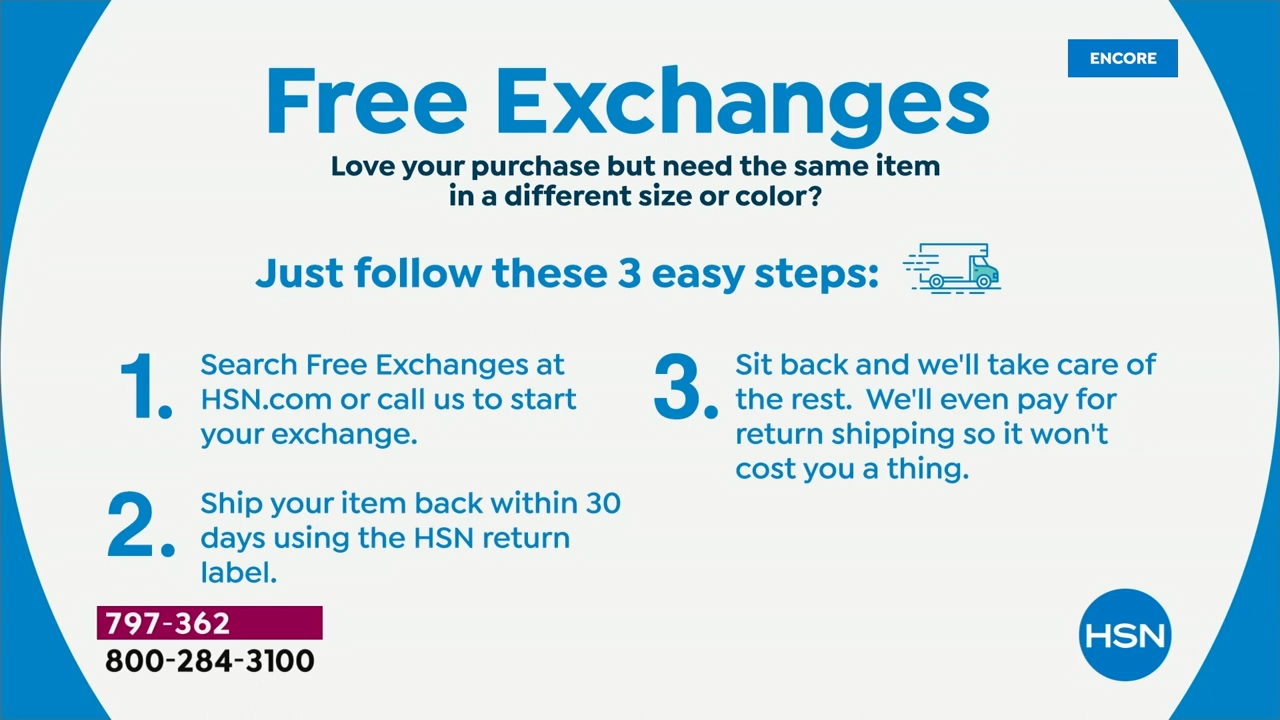 ENCORE
Free Exchanges
Love your purchase but need the same item
in a different size or color?
Just follow these 3 easy steps:
1. Search Free Exchanges at
HSN.com or call us to start
your exchange.
2. Ship your item back within 30
days using the HSN return
label.
3. Sit back and we'll take care of
the rest.  We'll even pay for
return shipping so it won't
cost you a thing.
797-362
800-284-3100
HSN